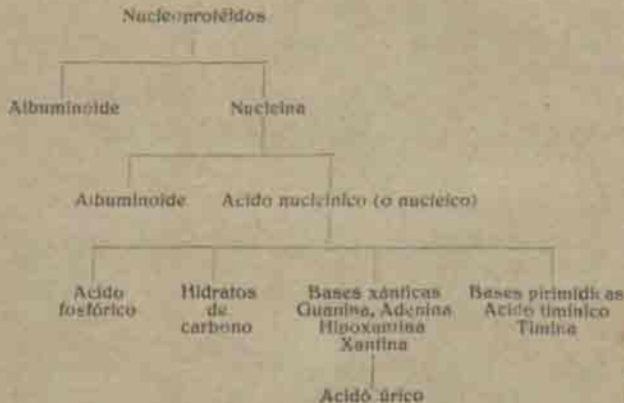 Nucleoprotéidos
Albuminoide Nucleina
Albuminoide Acido nucleínico (o nucléico)
Acido Hidratos Bases xánticas Bases pirimídicas
fosfórico de Guanina, Adenina Acido timínico
carbono Hipoxantina Timina
Xantina
Acido úrico